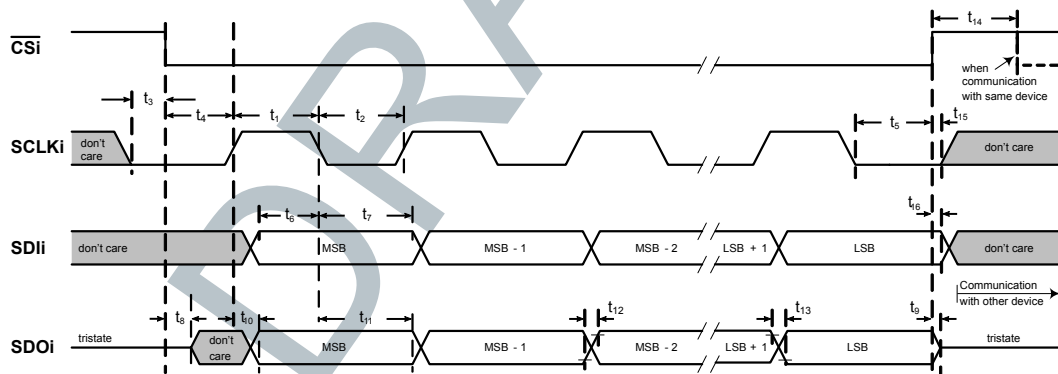 DRA
CSi
t14
when
communication
with same device
t3
t4
t1
t2
t5
t15
SCLKi
don't
care
don't care
t6
t7
t16
SDIi
don't care
MSB
MSB - 1
MSB - 2
LSB + 1
LSB
don't care
Communication
with other device
t8
t10
t11
t12
t13
t9
SDOi
tristate
don't
care
MSB
MSB - 1
MSB - 2
LSB + 1
LSB
tristate